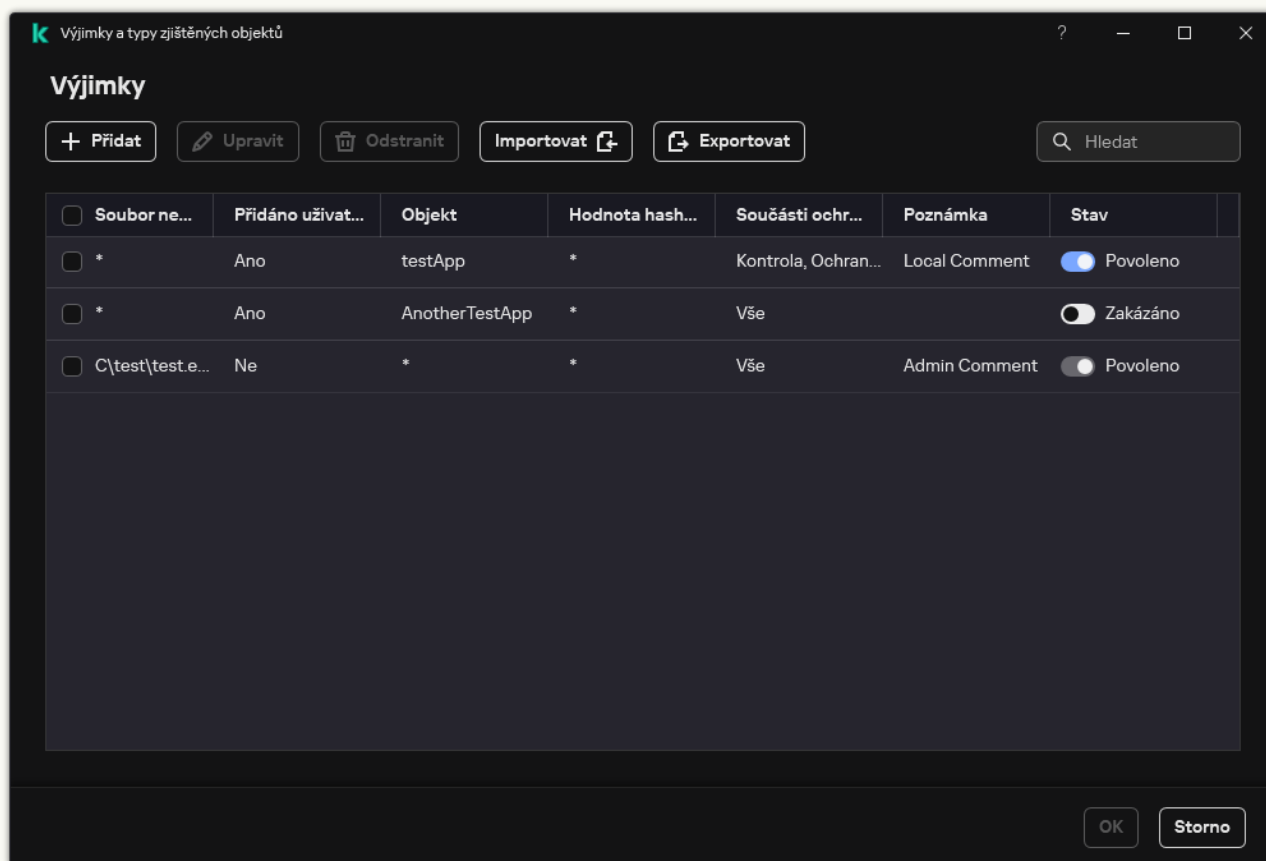 Výjimky a typy zjištěných objektů ?
Výjimky
Přidat Upravit Odstranit Importovat Exportovat Hledat
Soubor ne... Přidáno uživat... Objekt Hodnota hash... Součásti ochr... Poznámka Stav
* Ano testApp * Kontrola, Ochran... Local Comment Povoleno
* Ano AnotherTestApp * Vše Zakázáno
C\test\test.e... Ne * * Vše Admin Comment Povoleno
OK Storno